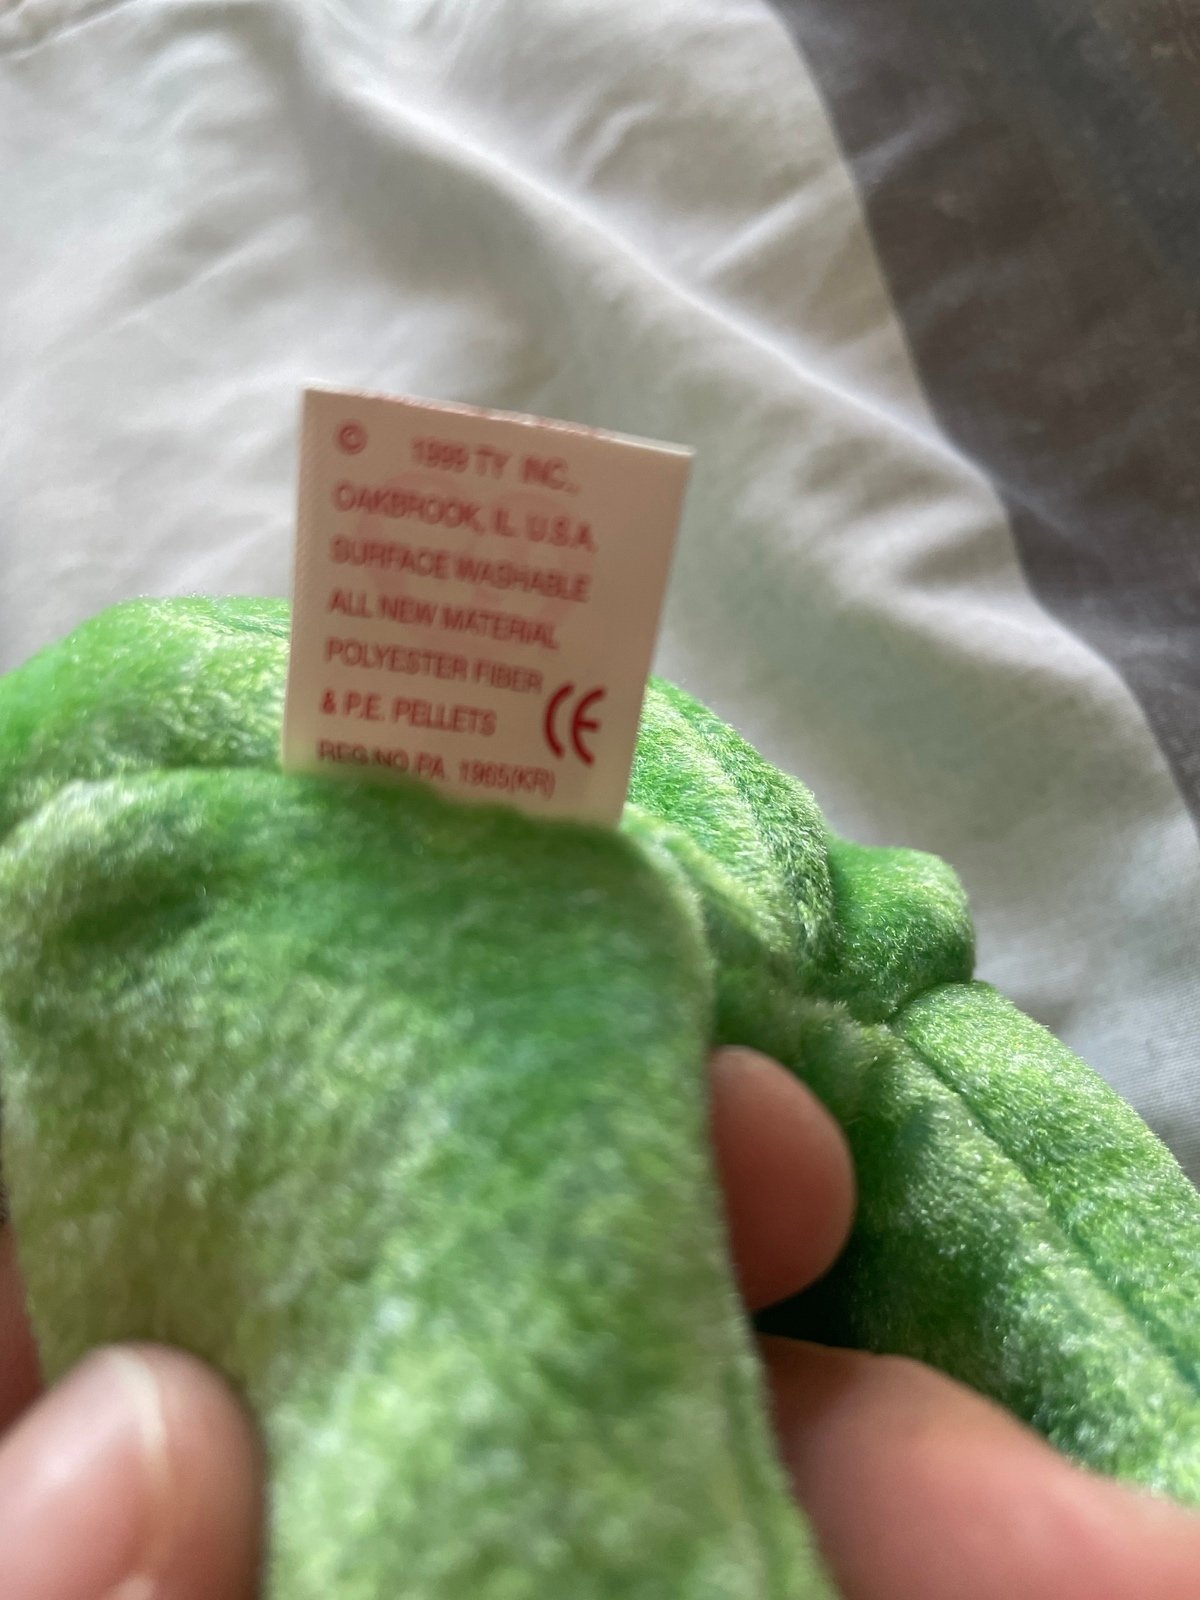 © 1999 TY INC.,
OAKBROOK, IL. U.S.A.
SURFACE WASHABLE
ALL NEW MATERIAL
POLYESTER FIBER
& P.E. PELLETS CE
REG.NO.PA. 1965(KR)